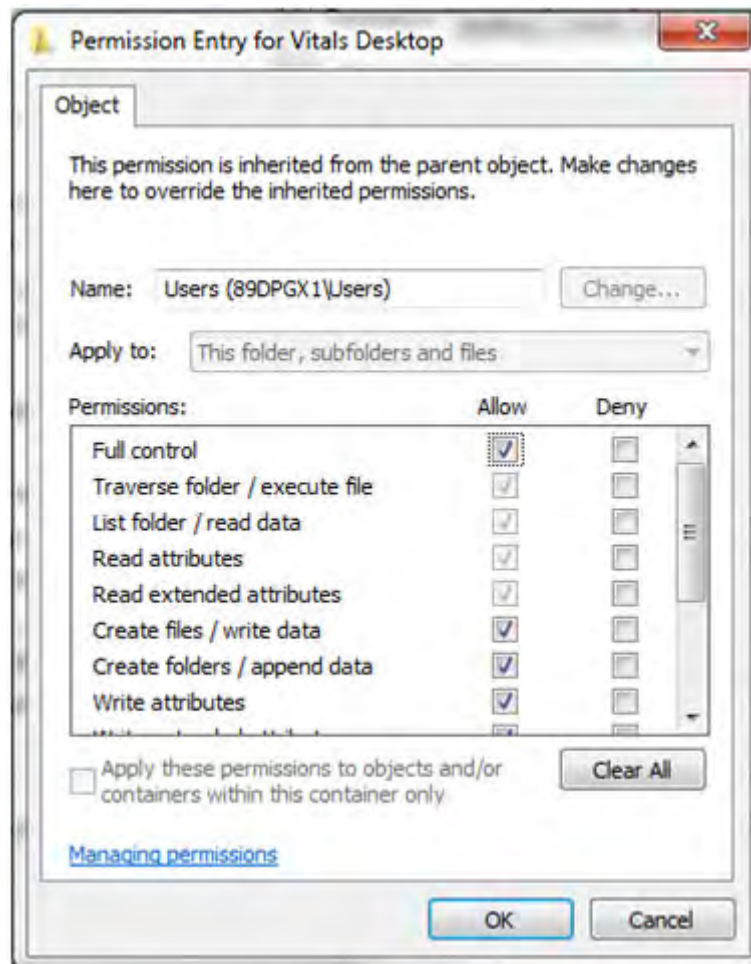 Permission Entry for Vitals Desktop
Object
This permission is inherited from the parent object. Make changes
here to override the inherited permissions.
Name: Users (89DPGX1\Users) Change...
Apply to: This folder, subfolders and files
Permissions: Allow Deny
Full control
Traverse folder / execute file
List folder / read data
Read attributes
Read extended attributes
Create files / write data
Create folders / append data
Write attributes
Apply these permissions to objects and/or
containers within this container only
Clear All
Managing permissions
OK Cancel